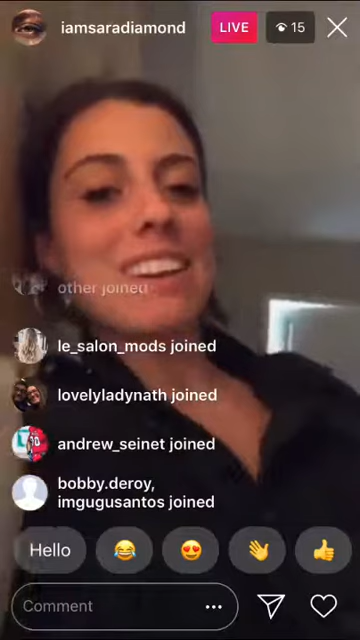 iamsaradiamond
LIVE
15
other joined
le_salon_mods joined
lovelyladynath joined
andrew_seinet joined
bobby.deroy,
imgugusantos joined
Hello
Comment